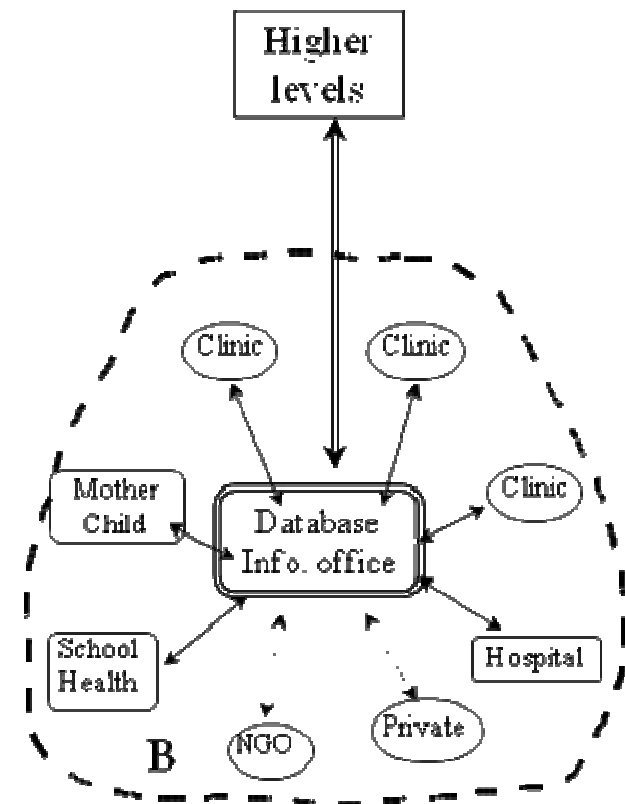 Higher
levels
Clinic
Clinic
Mother
Child
Clinic
Database
Info. office
School
Health
Hospital
NGO
Private
B